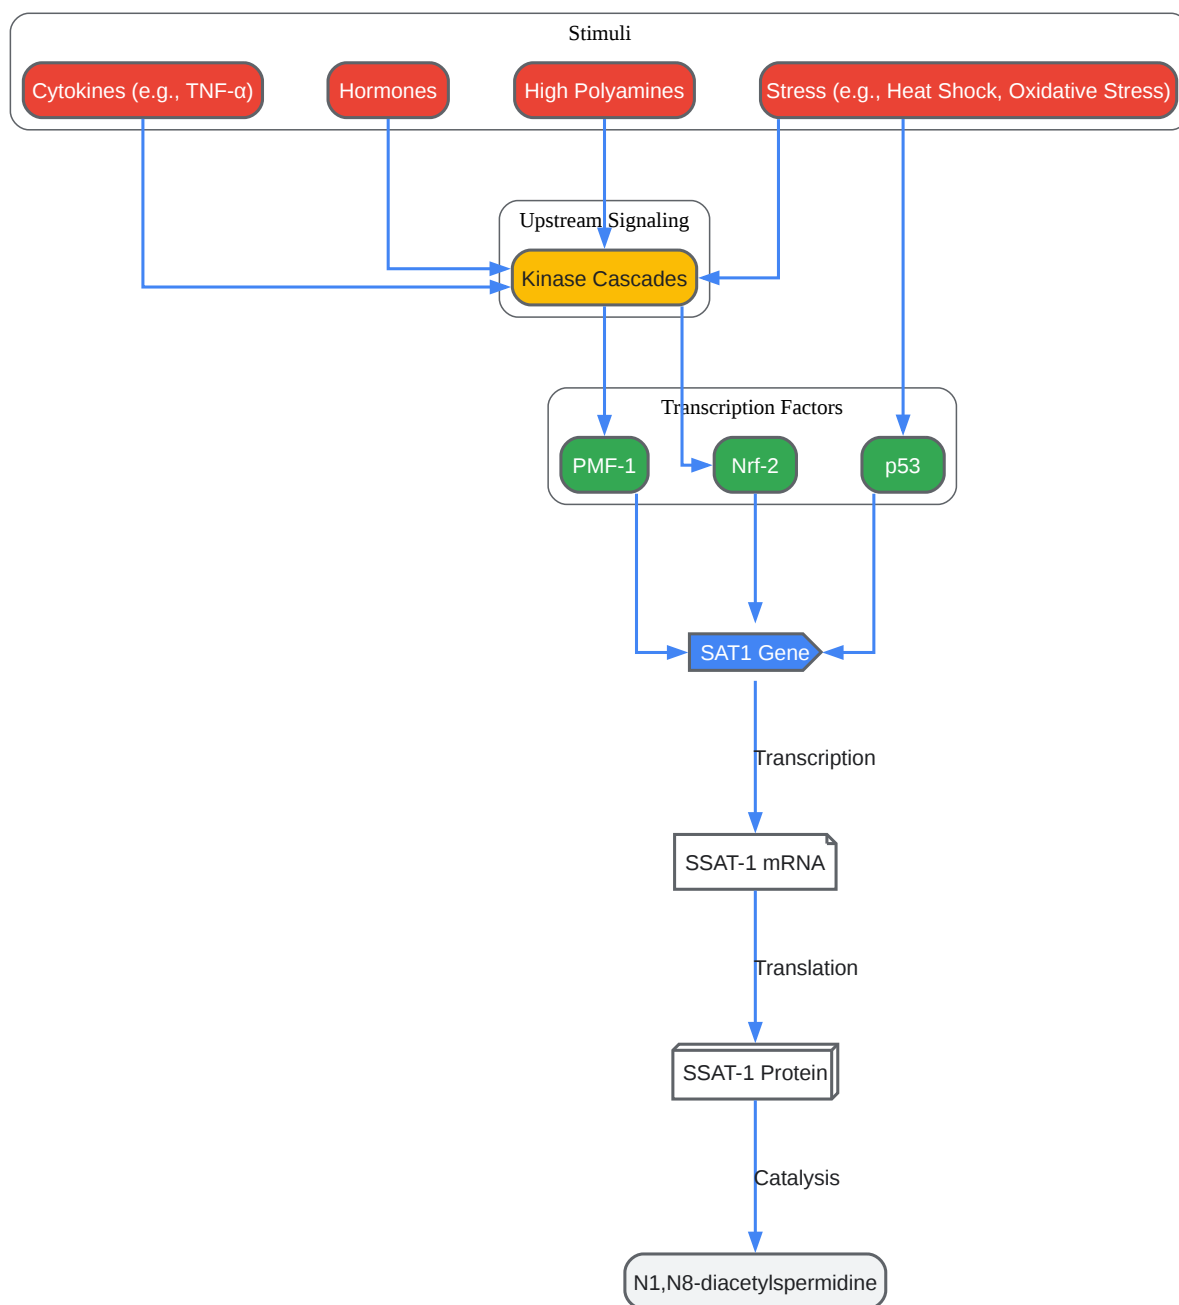 Stimuli
Cytokines (e.g., TNF-α)
Hormones
High Polyamines
Stress (e.g., Heat Shock, Oxidative Stress)
Upstream Signaling
Kinase Cascades
Transcription Factors
PMF-1
Nrf-2
p53
SAT1 Gene
Transcription
SSAT-1 mRNA
Translation
SSAT-1 Protein
Catalysis
N1,N8-diacetylspermidine